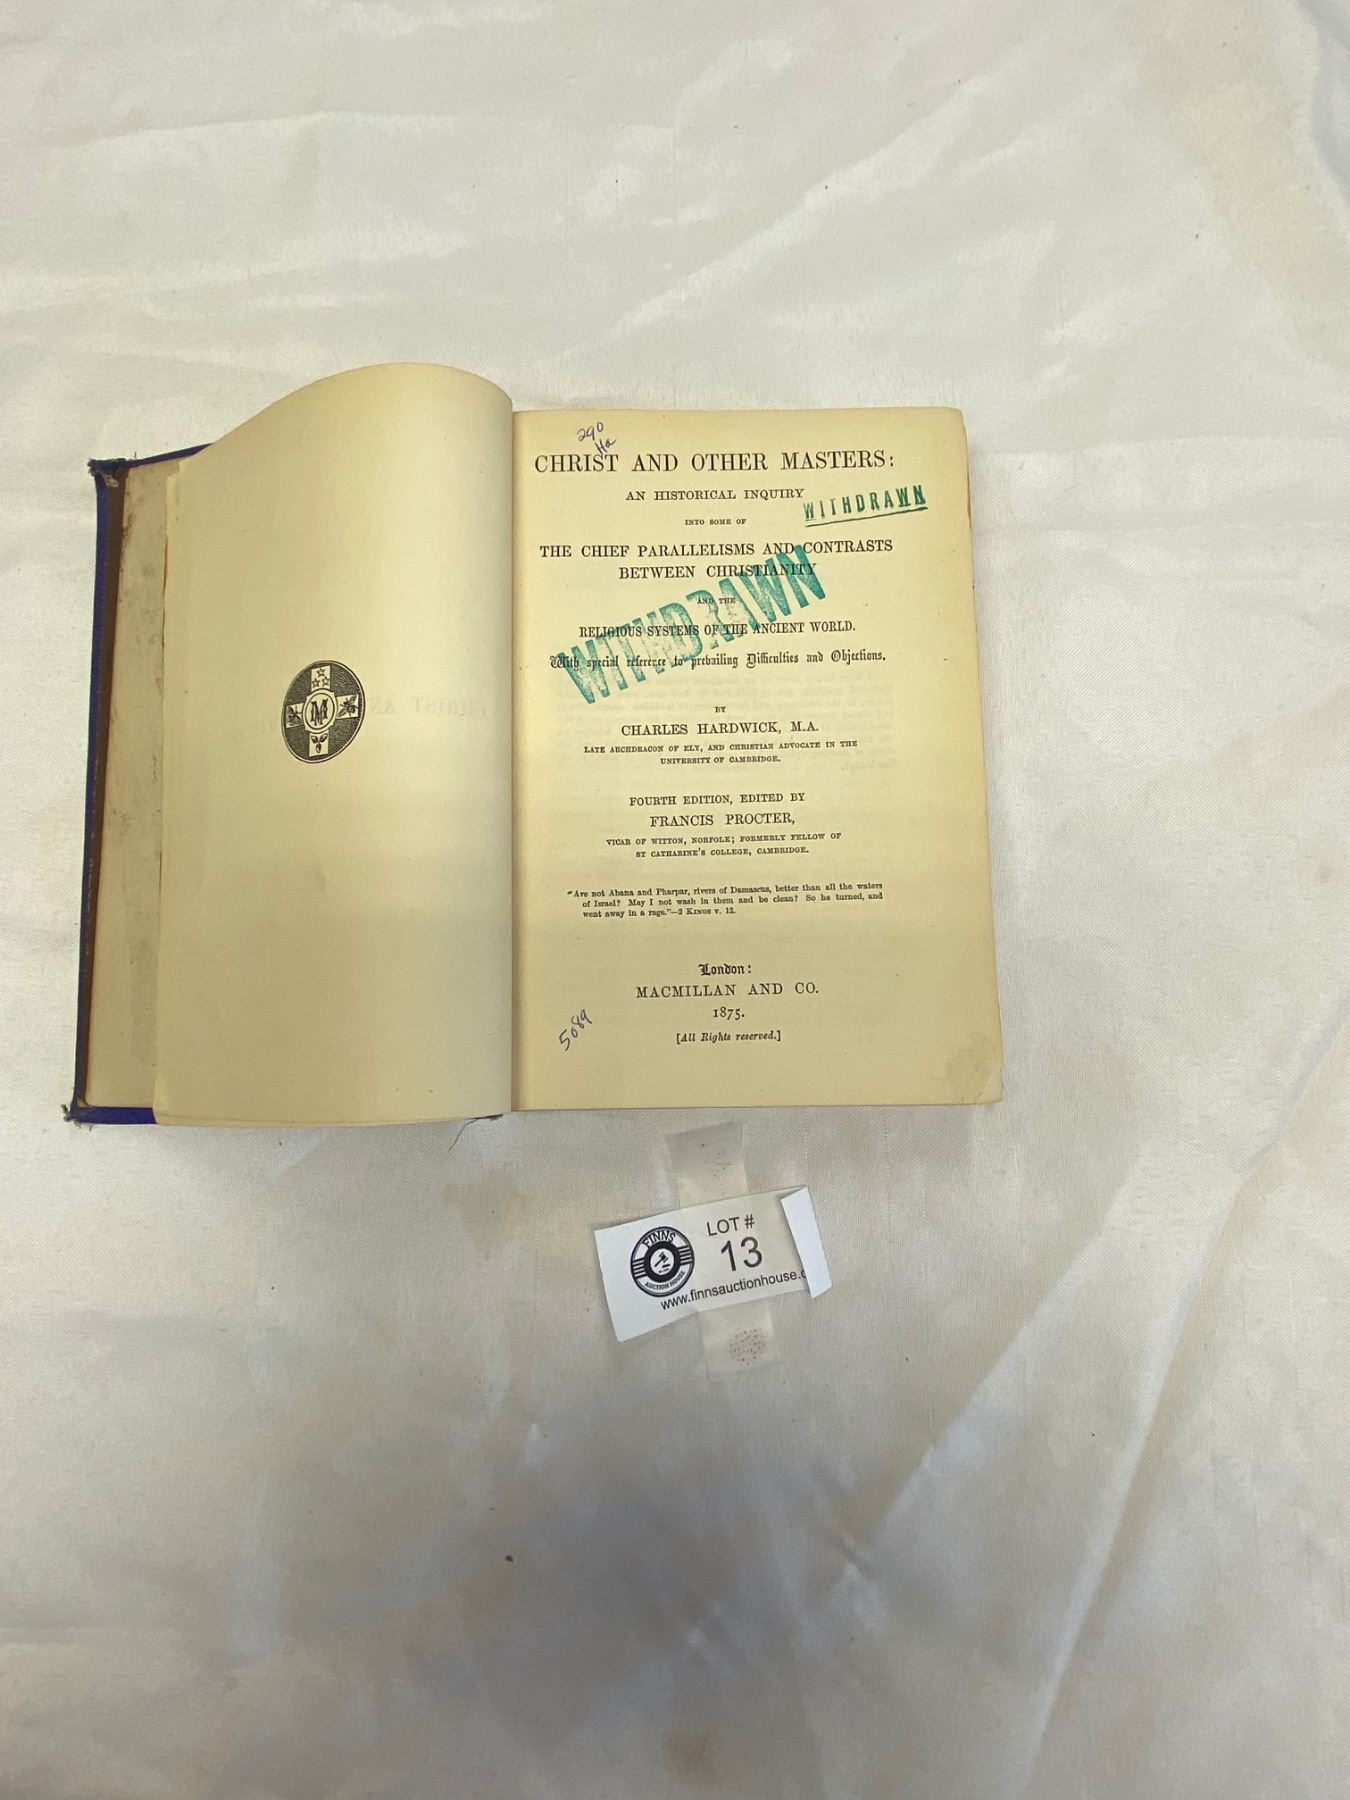 290
Ha
CHRIST AND OTHER MASTERS:
AN HISTORICAL INQUIRY
WITHDRAWN
INTO SOME OF
THE CHIEF PARALLELISMS AND CONTRASTS
BETWEEN CHRISTIANITY
AND THE
WITHDRAWN
RELIGIOUS SYSTEMS OF THE ANCIENT WORLD.
With special reference to prevailing Difficulties and Objections.
BY
CHARLES HARDWICK, M.A.
LATE ARCHDEACON OF ELY, AND CHRISTIAN ADVOCATE IN THE
UNIVERSITY OF CAMBRIDGE.
FOURTH EDITION, EDITED BY
FRANCIS PROCTER,
VICAR OF WITTON, NORFOLK; FORMERLY FELLOW OF
ST CATHARINE'S COLLEGE, CAMBRIDGE.
"Are not Abana and Pharpar, rivers of Damascus, better than all the waters
of Israel? May I not wash in them and be clean? So he turned, and
went away in a rage."—2 KINGS v. 12.
London:
MACMILLAN AND CO.
1875.
[All Rights reserved.]
5089
LOT #
13
FINNS
AUCTION HOUSE
www.finnsauctionhouse.c